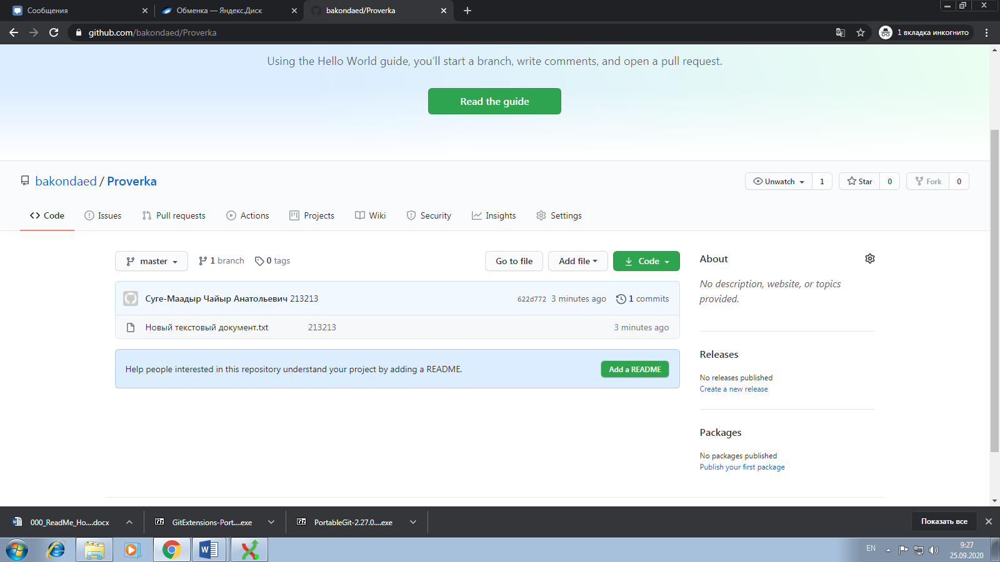 Сообщения
Обменка — Яндекс.Диск
bakondaed/Proverka
github.com/bakondaed/Proverka
1 вкладка инкогнито
Using the Hello World guide, you’ll start a branch, write comments, and open a pull request.
Read the guide
bakondaed / Proverka
Unwatch 1
Star 0
Fork 0
Code
Issues
Pull requests
Actions
Projects
Wiki
Security
Insights
Settings
master
1 branch
0 tags
Go to file
Add file
Code
Суге-Маадыр Чайыр Анатольевич 213213
622d772 3 minutes ago
1 commits
Новый текстовый документ.txt
213213
3 minutes ago
Help people interested in this repository understand your project by adding a README.
Add a README
About
No description, website, or topics
provided.
Releases
No releases published
Create a new release
Packages
No packages published
Publish your first package
000_ReadMe_Ho....docx
GitExtensions-Port....exe
PortableGit-2.27.0....exe
Показать все
EN
9:27
25.09.2020